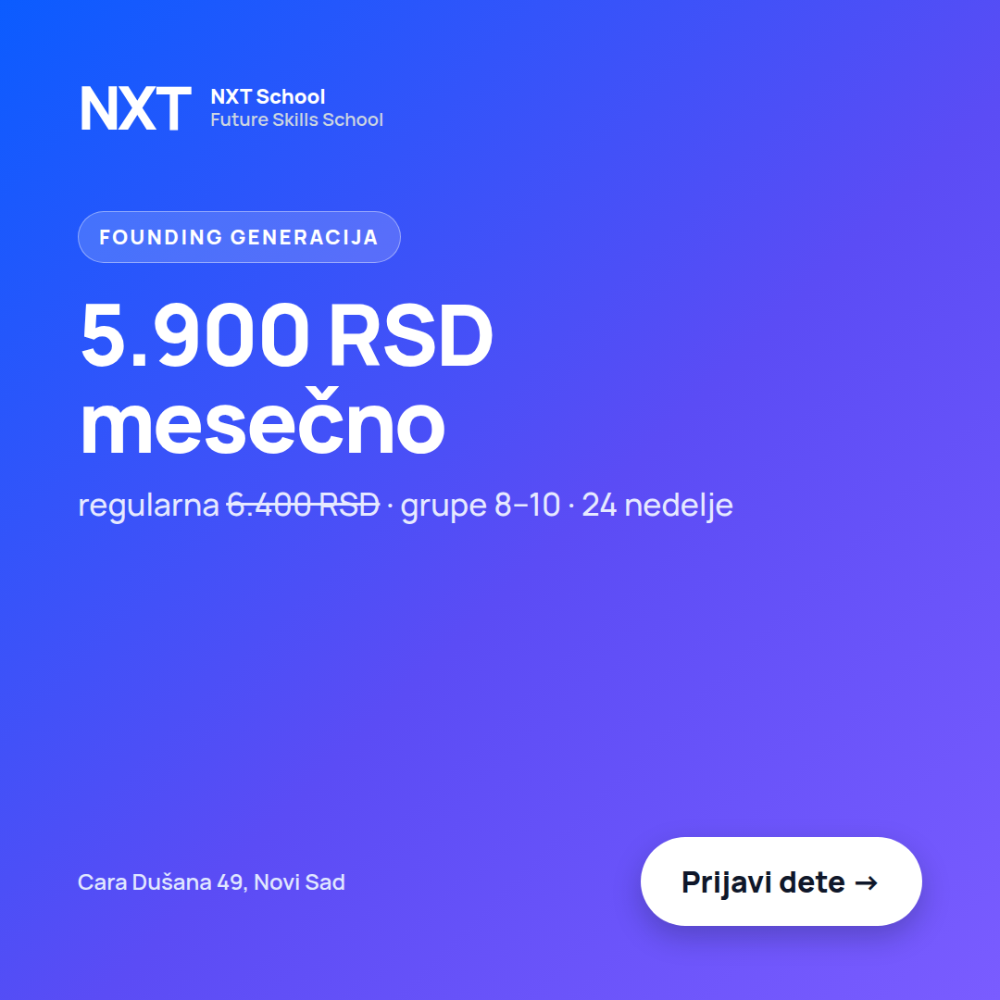 NXT
NXT School
Future Skills School
FOUNDING GENERACIJA
5.900 RSD
mesečno
regularna 6.400 RSD · grupe 8–10 · 24 nedelje
Cara Dušana 49, Novi Sad
Prijavi dete →